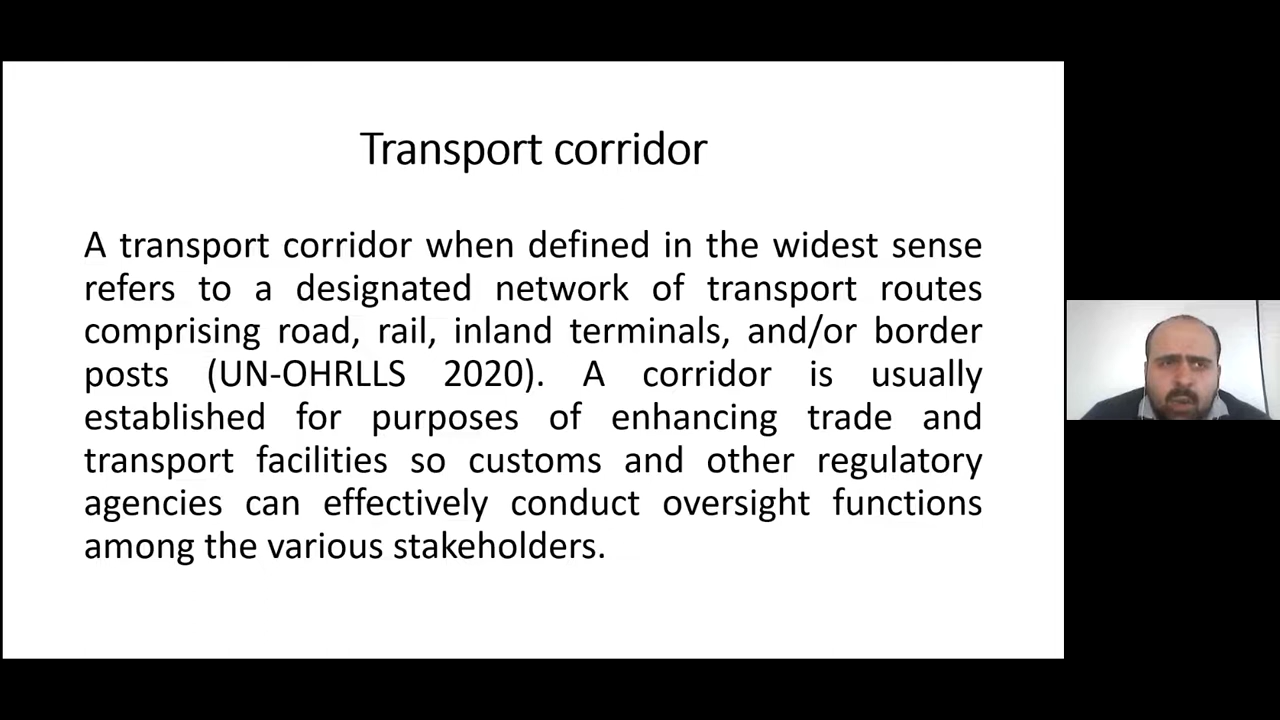 Transport corridor
A transport corridor when defined in the widest sense
refers to a designated network of transport routes
comprising road, rail, inland terminals, and/or border
posts (UN-OHRLLS 2020). A corridor is usually
established for purposes of enhancing trade and
transport facilities so customs and other regulatory
agencies can effectively conduct oversight functions
among the various stakeholders.